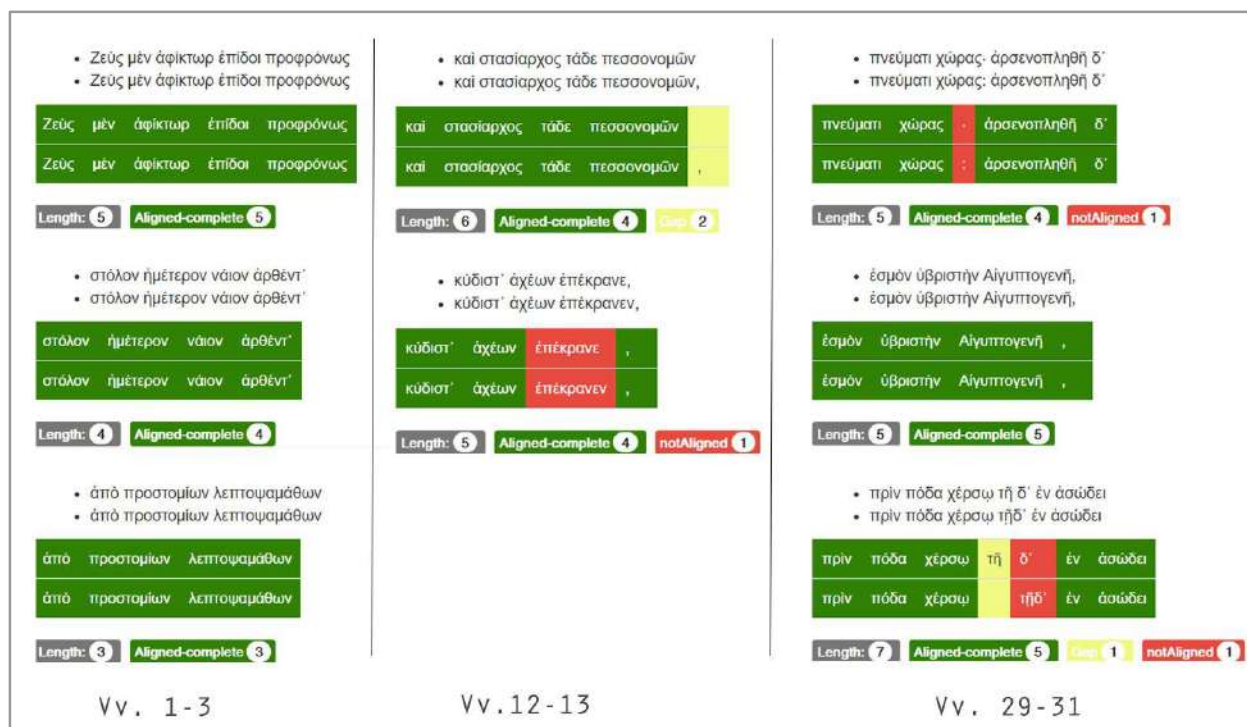 • Ζεὺς μὲν ἀφίκτωρ ἐπίδοι προφρόνως
• Ζεὺς μὲν ἀφίκτωρ ἐπίδοι προφρόνως
Ζεὺς μὲν ἀφίκτωρ ἐπίδοι προφρόνως
Ζεὺς μὲν ἀφίκτωρ ἐπίδοι προφρόνως
Length: 5 Aligned-complete 5
• στόλον ἡμέτερον νάιον ἀρθέντ᾽
• στόλον ἡμέτερον νάιον ἀρθέντ᾽
στόλον ἡμέτερον νάιον ἀρθέντ᾽
στόλον ἡμέτερον νάιον ἀρθέντ᾽
Length: 4 Aligned-complete 4
• ἀπὸ προστομίων λεπτοψαμάθων
• ἀπὸ προστομίων λεπτοψαμάθων
ἀπὸ προστομίων λεπτοψαμάθων
ἀπὸ προστομίων λεπτοψαμάθων
Length: 3 Aligned-complete 3
Vv. 1-3
• καὶ στασίαρχος τάδε πεσσονομῶν
• καὶ στασίαρχος τάδε πεσσονομῶν,
καὶ στασίαρχος τάδε πεσσονομῶν
καὶ στασίαρχος τάδε πεσσονομῶν ,
Length: 6 Aligned-complete 4 Gap 2
• κύδιστ᾽ ἀχέων ἐπέκρανε,
• κύδιστ᾽ ἀχέων ἐπέκρανεν,
κύδιστ᾽ ἀχέων ἐπέκρανε ,
κύδιστ᾽ ἀχέων ἐπέκρανεν ,
Length: 5 Aligned-complete 4 notAligned 1
Vv.12-13
• πνεύματι χώρας· ἀρσενοπληθῆ δ᾽
• πνεύματι χώρας: ἀρσενοπληθῆ δ᾽
πνεύματι χώρας · ἀρσενοπληθῆ δ᾽
πνεύματι χώρας : ἀρσενοπληθῆ δ᾽
Length: 5 Aligned-complete 4 notAligned 1
• ἑσμὸν ὑβριστὴν Αἰγυπτογενῆ,
• ἑσμὸν ὑβριστὴν Αἰγυπτογενῆ,
ἑσμὸν ὑβριστὴν Αἰγυπτογενῆ ,
ἑσμὸν ὑβριστὴν Αἰγυπτογενῆ ,
Length: 5 Aligned-complete 5
• πρὶν πόδα χέρσῳ τῇ δ᾽ ἐν ἀσώδει
• πρὶν πόδα χέρσῳ τῇδ᾽ ἐν ἀσώδει
πρὶν πόδα χέρσῳ τῇ δ᾽ ἐν ἀσώδει
πρὶν πόδα χέρσῳ τῇδ᾽ ἐν ἀσώδει
Length: 7 Aligned-complete 5 Gap 1 notAligned 1
Vv. 29-31